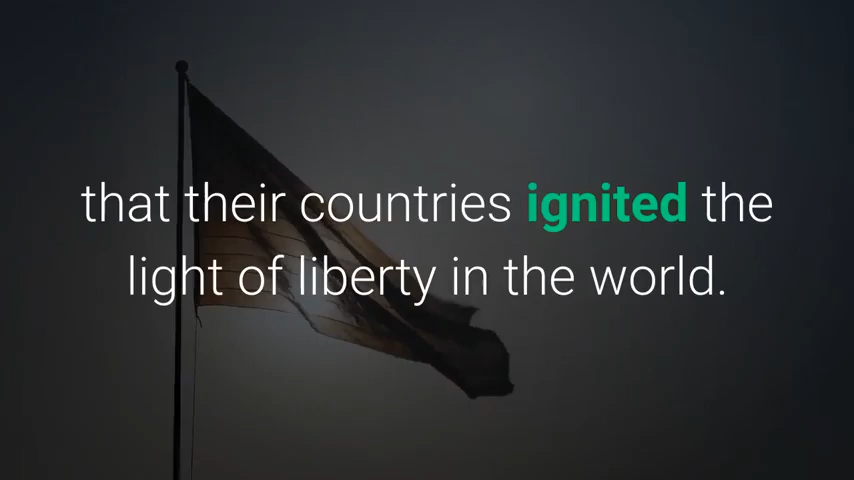 that their countries ignited the
light of liberty in the world.